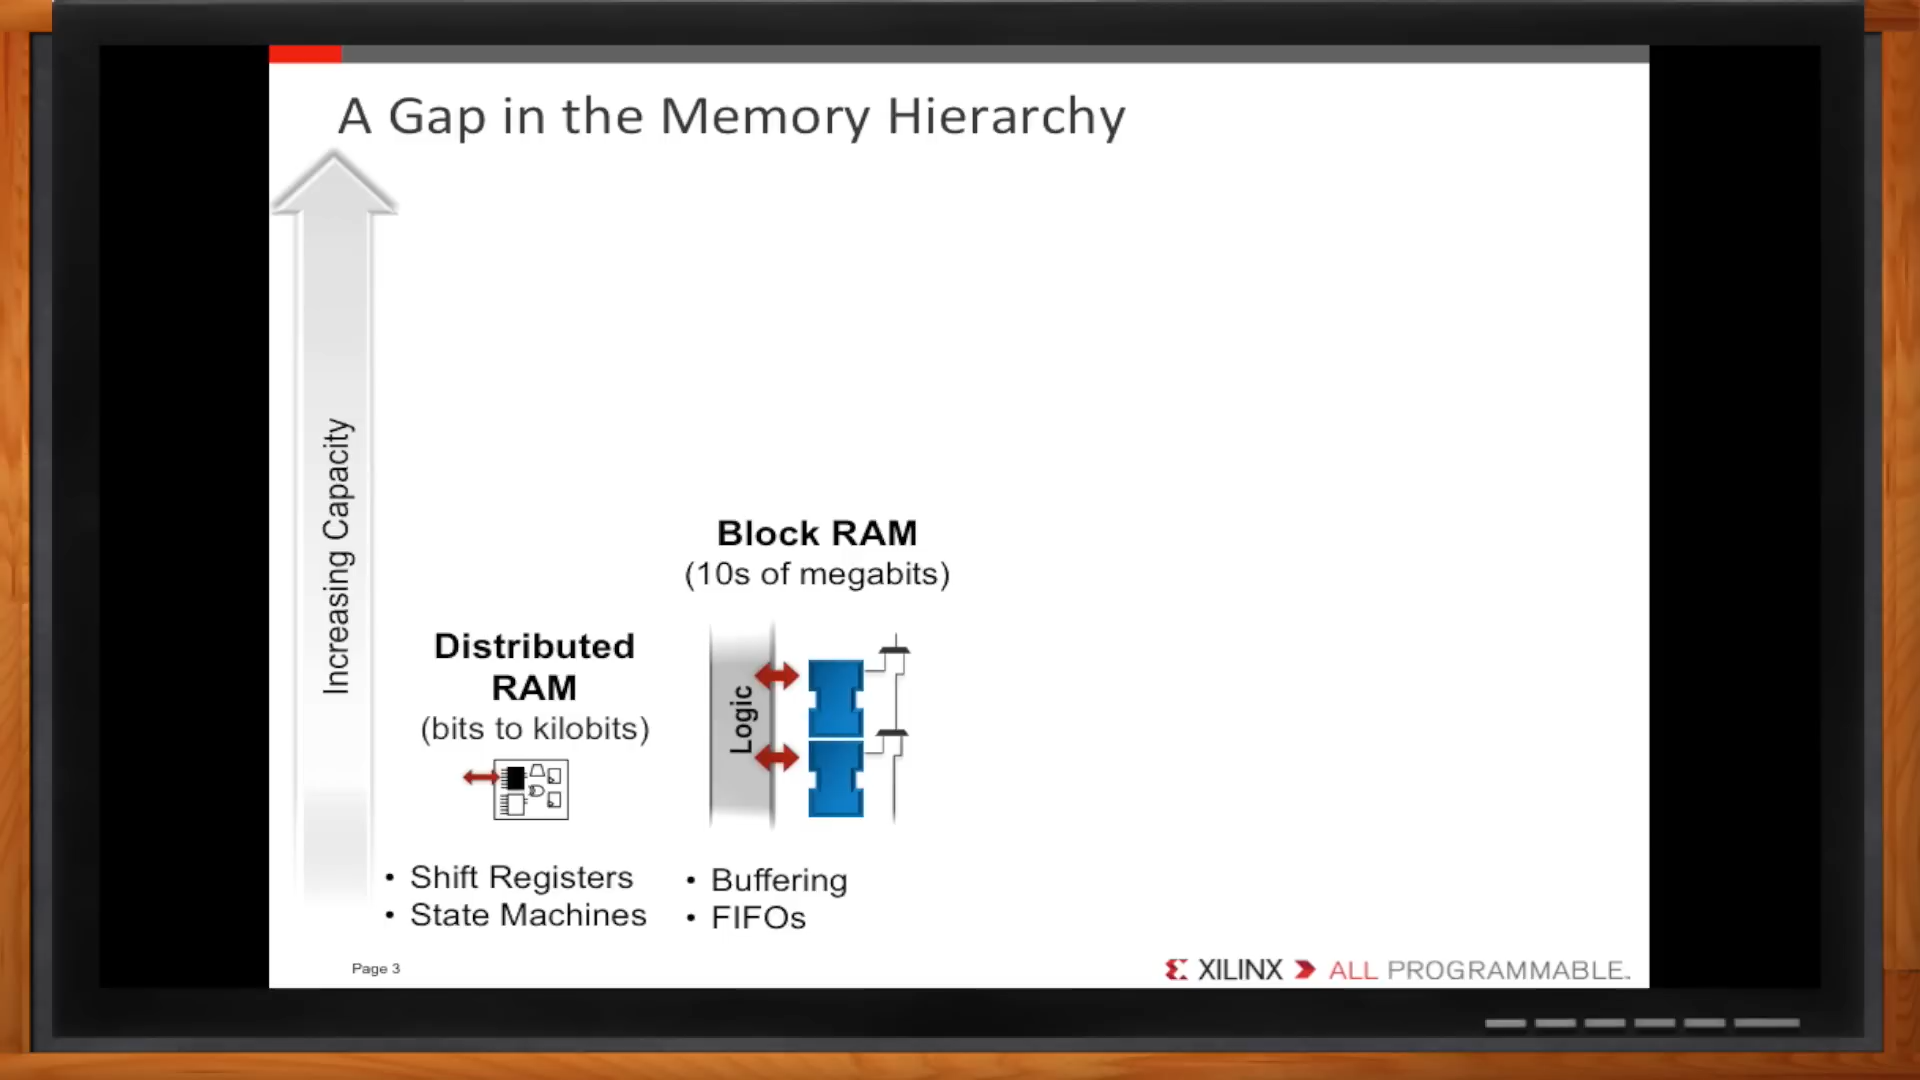 A Gap in the Memory Hierarchy
Increasing Capacity
Block RAM
(10s of megabits)
Distributed
RAM
(bits to kilobits)
Logic
• Shift Registers
• State Machines
• Buffering
• FIFOs
Page 3
XILINX ALL PROGRAMMABLE™